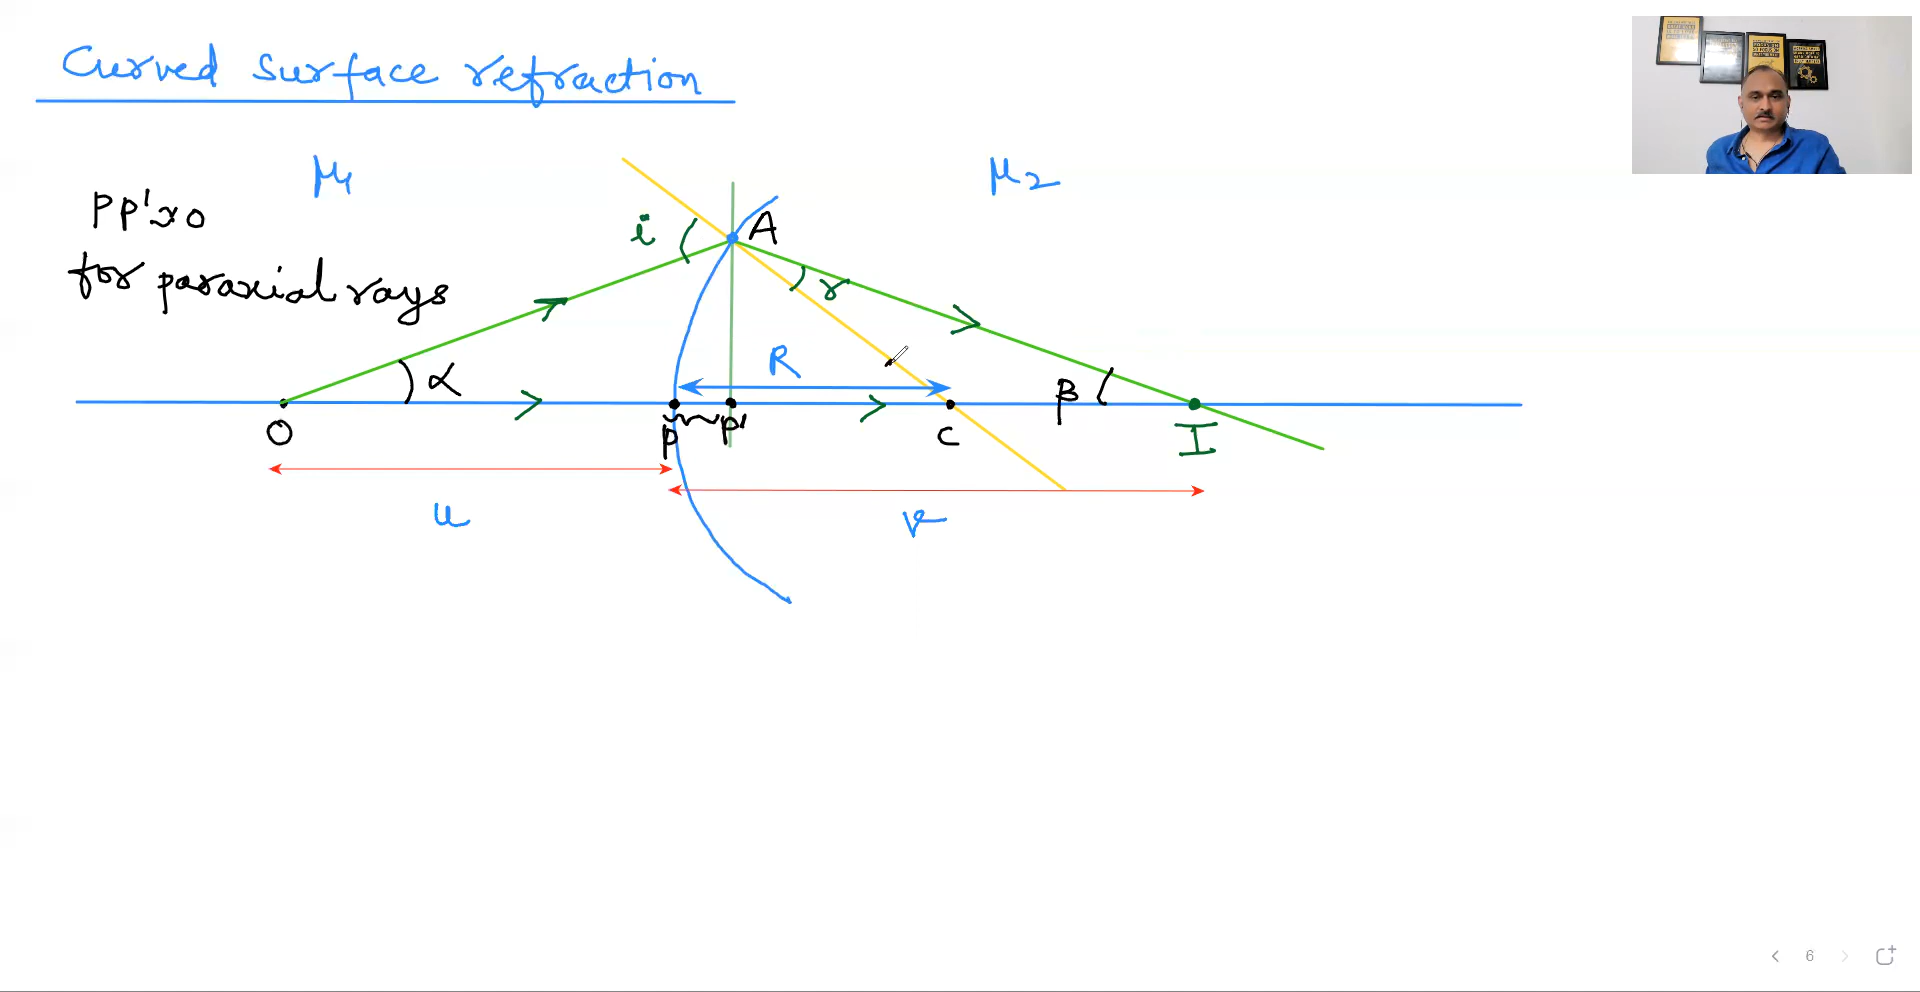 Curved surface refraction
μ1
μ2
PP'≈0
for paraxial rays
i
A
r
R
α
β
O
P
P'
C
I
u
v
6